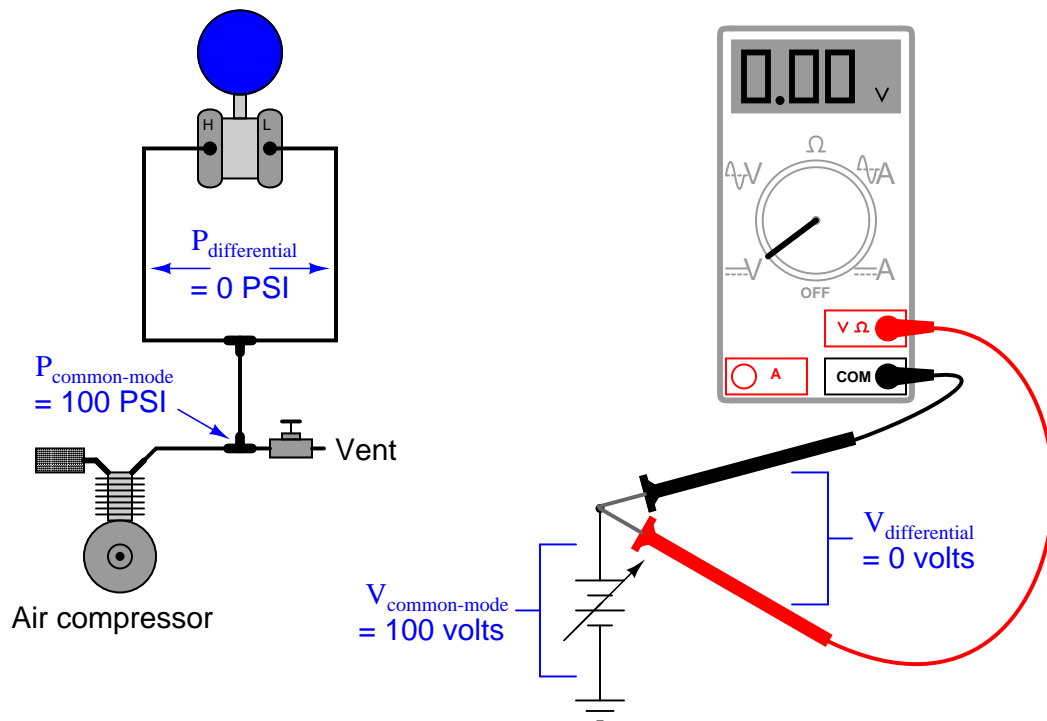 H
L
P differential
= 0 PSI
P common-mode
= 100 PSI
Vent
Air compressor
0.00 V
Ω
V
A
V
A
OFF
V Ω
A
COM
V differential
= 0 volts
V common-mode
= 100 volts